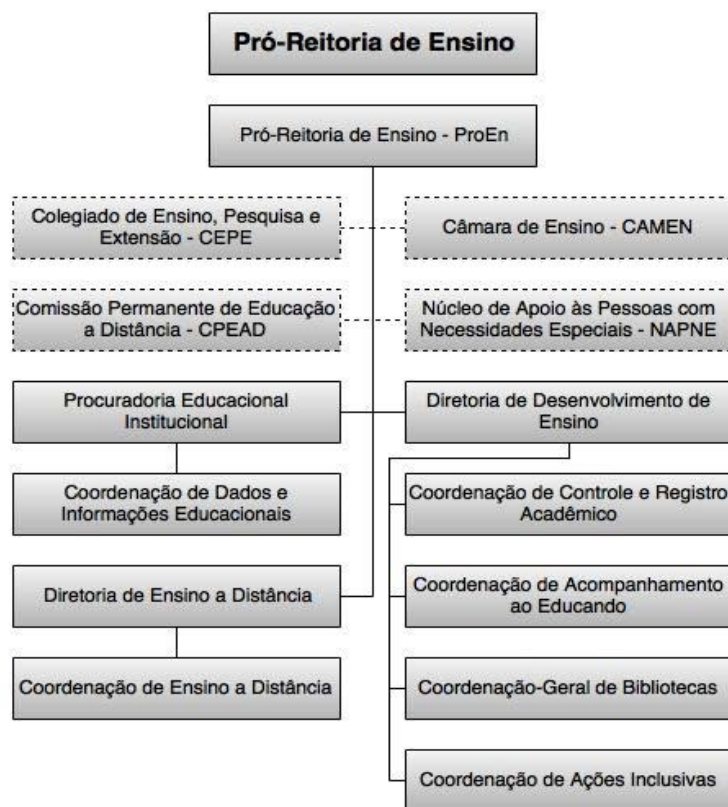 Pró-Reitoria de Ensino
Pró-Reitoria de Ensino - ProEn
Colegiado de Ensino, Pesquisa e
Extensão - CEPE
Câmara de Ensino - CAMEN
Comissão Permanente de Educação
a Distância - CPEAD
Núcleo de Apoio às Pessoas com
Necessidades Especiais - NAPNE
Procuradoria Educacional
Institucional
Diretoria de Desenvolvimento de
Ensino
Coordenação de Dados e
Informações Educacionais
Coordenação de Controle e Registro
Acadêmico
Diretoria de Ensino a Distância
Coordenação de Acompanhamento
ao Educando
Coordenação de Ensino a Distância
Coordenação-Geral de Bibliotecas
Coordenação de Ações Inclusivas